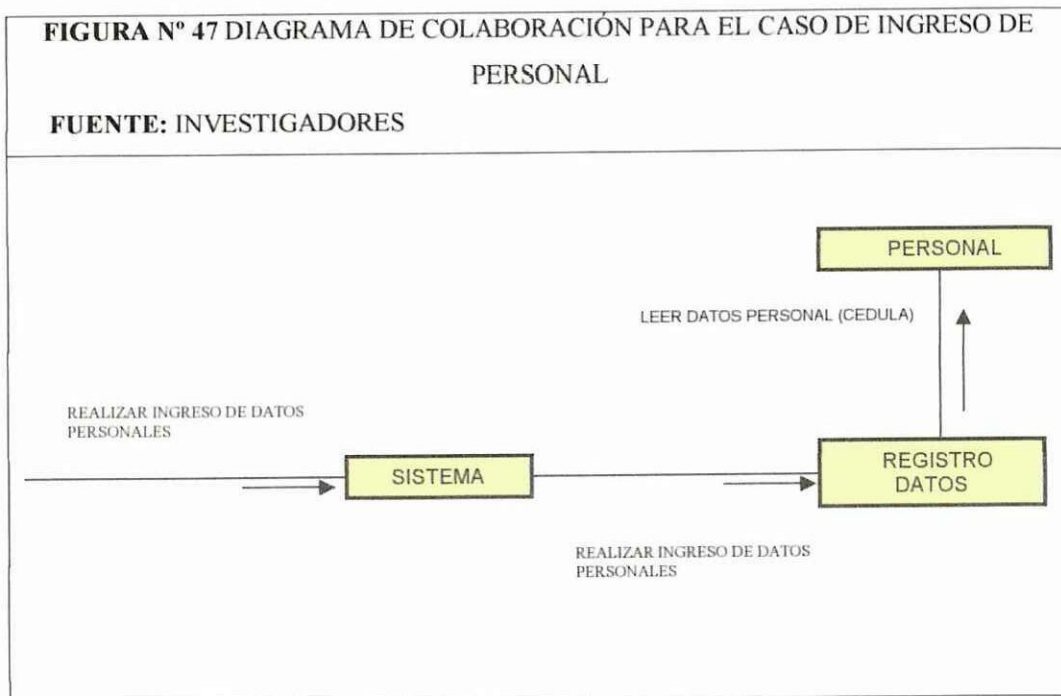 FIGURA Nº 47 DIAGRAMA DE COLABORACIÓN PARA EL CASO DE INGRESO DE
PERSONAL
FUENTE: INVESTIGADORES
PERSONAL
LEER DATOS PERSONAL (CEDULA)
REALIZAR INGRESO DE DATOS
PERSONALES
SISTEMA
REGISTRO
DATOS
REALIZAR INGRESO DE DATOS
PERSONALES